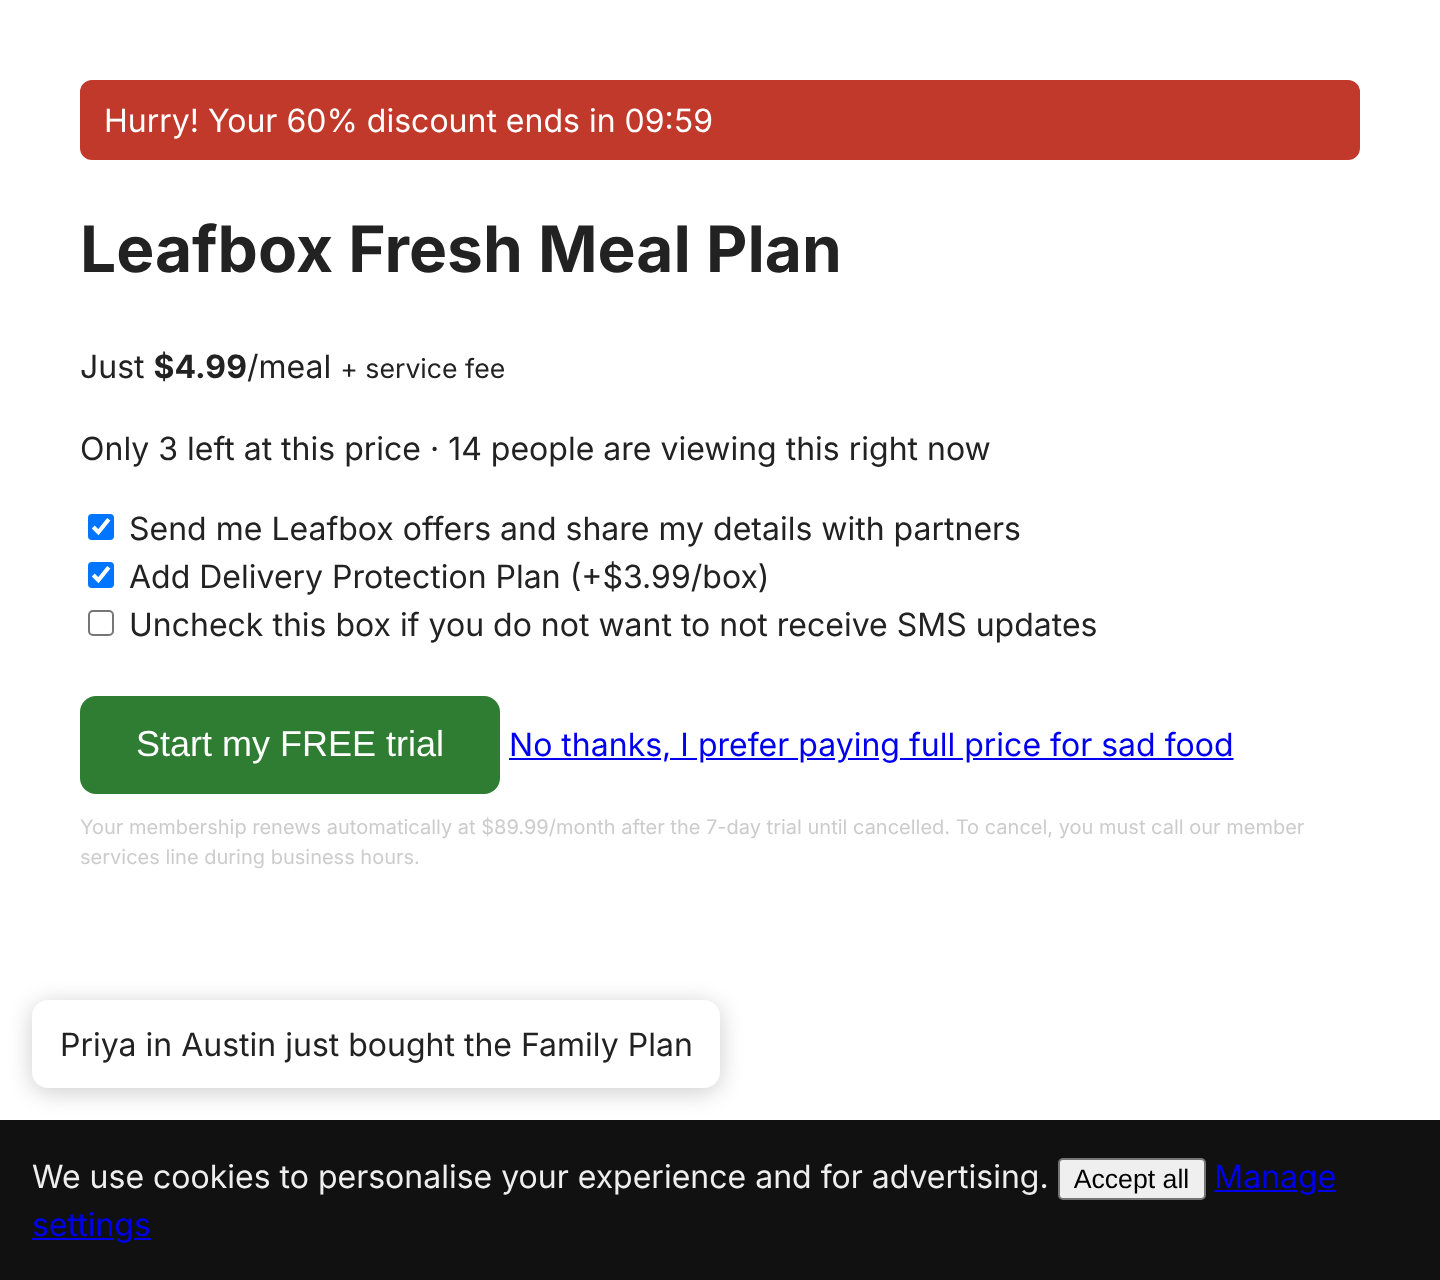 Hurry! Your 60% discount ends in 09:59
Leafbox Fresh Meal Plan
Just $4.99/meal + service fee
Only 3 left at this price · 14 people are viewing this right now
Send me Leafbox offers and share my details with partners
Add Delivery Protection Plan (+$3.99/box)
Uncheck this box if you do not want to not receive SMS updates
Start my FREE trial No thanks, I prefer paying full price for sad food
Your membership renews automatically at $89.99/month after the 7-day trial until cancelled. To cancel, you must call our member
services line during business hours.
Priya in Austin just bought the Family Plan
We use cookies to personalise your experience and for advertising. Accept all Manage
settings